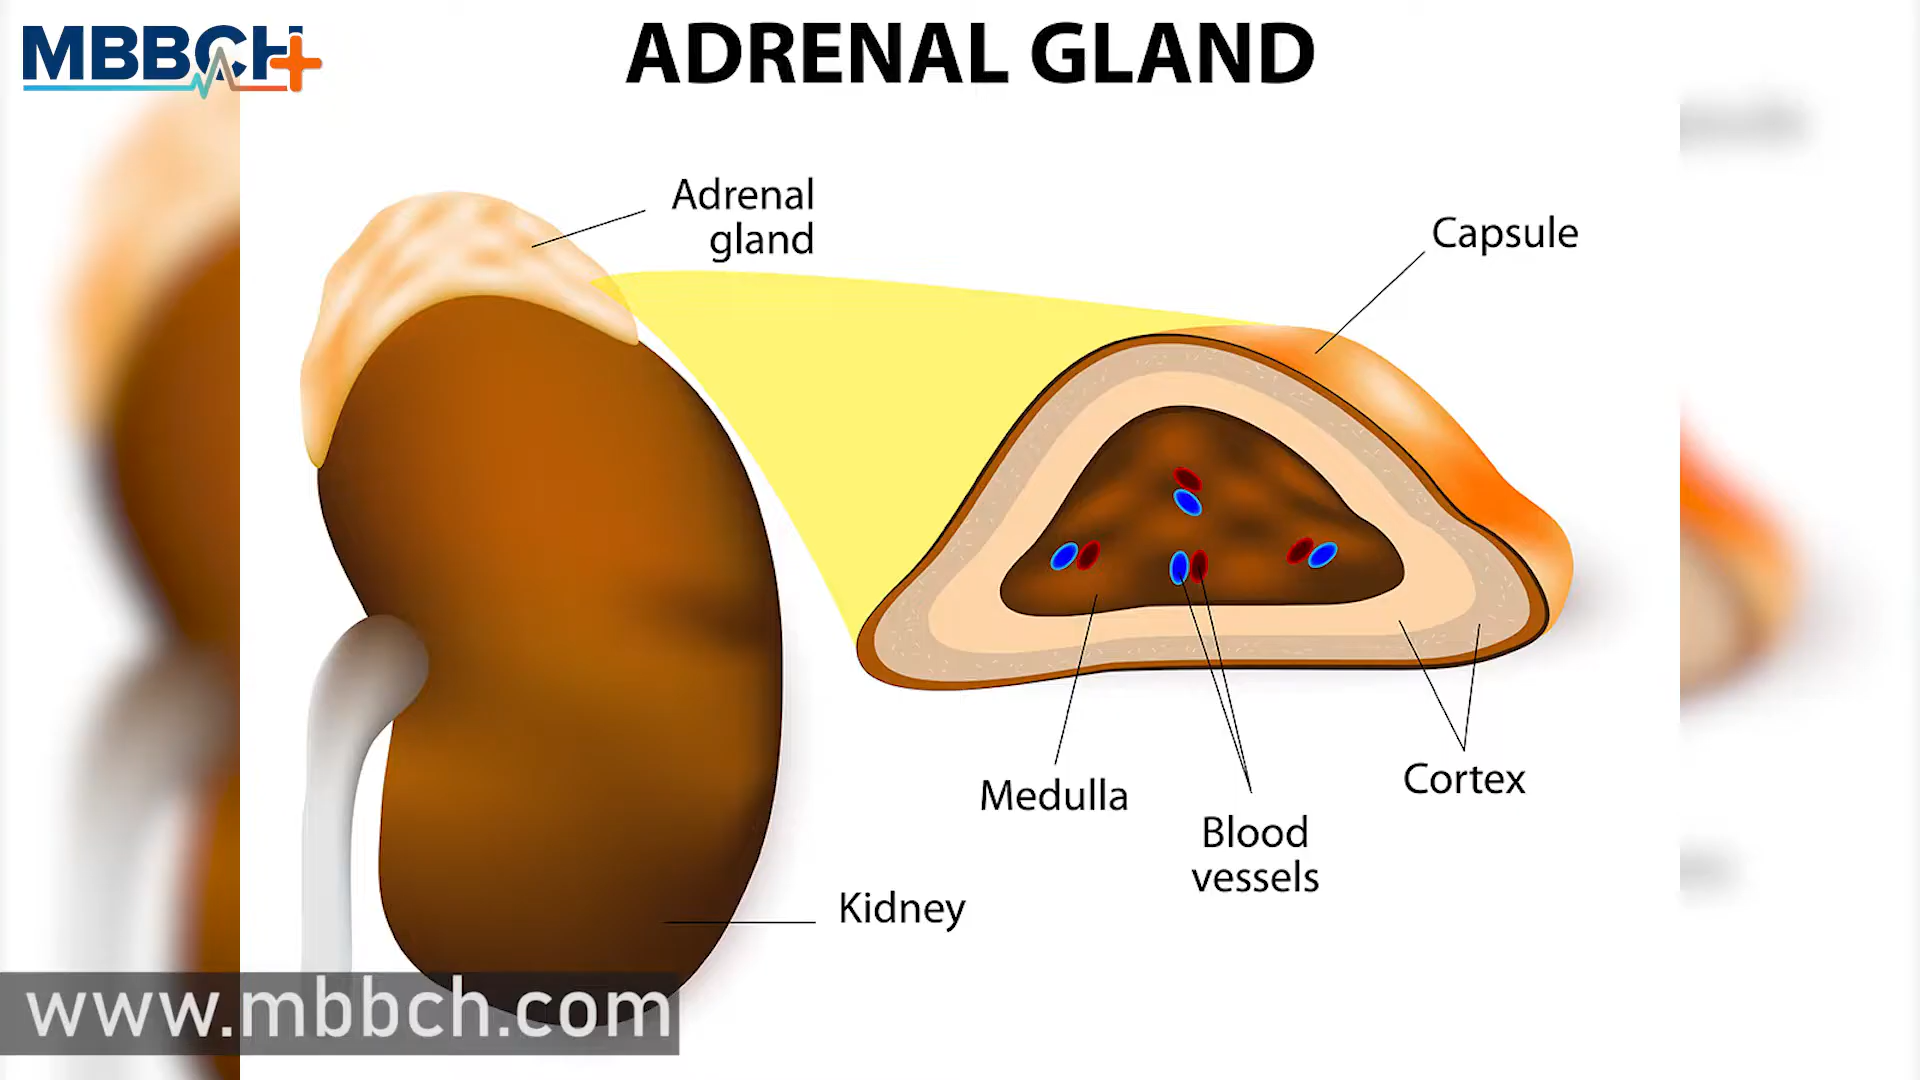 MBBCH+
ADRENAL GLAND
Adrenal
gland
Capsule
Medulla
Blood
vessels
Cortex
Kidney
www.mbbch.com